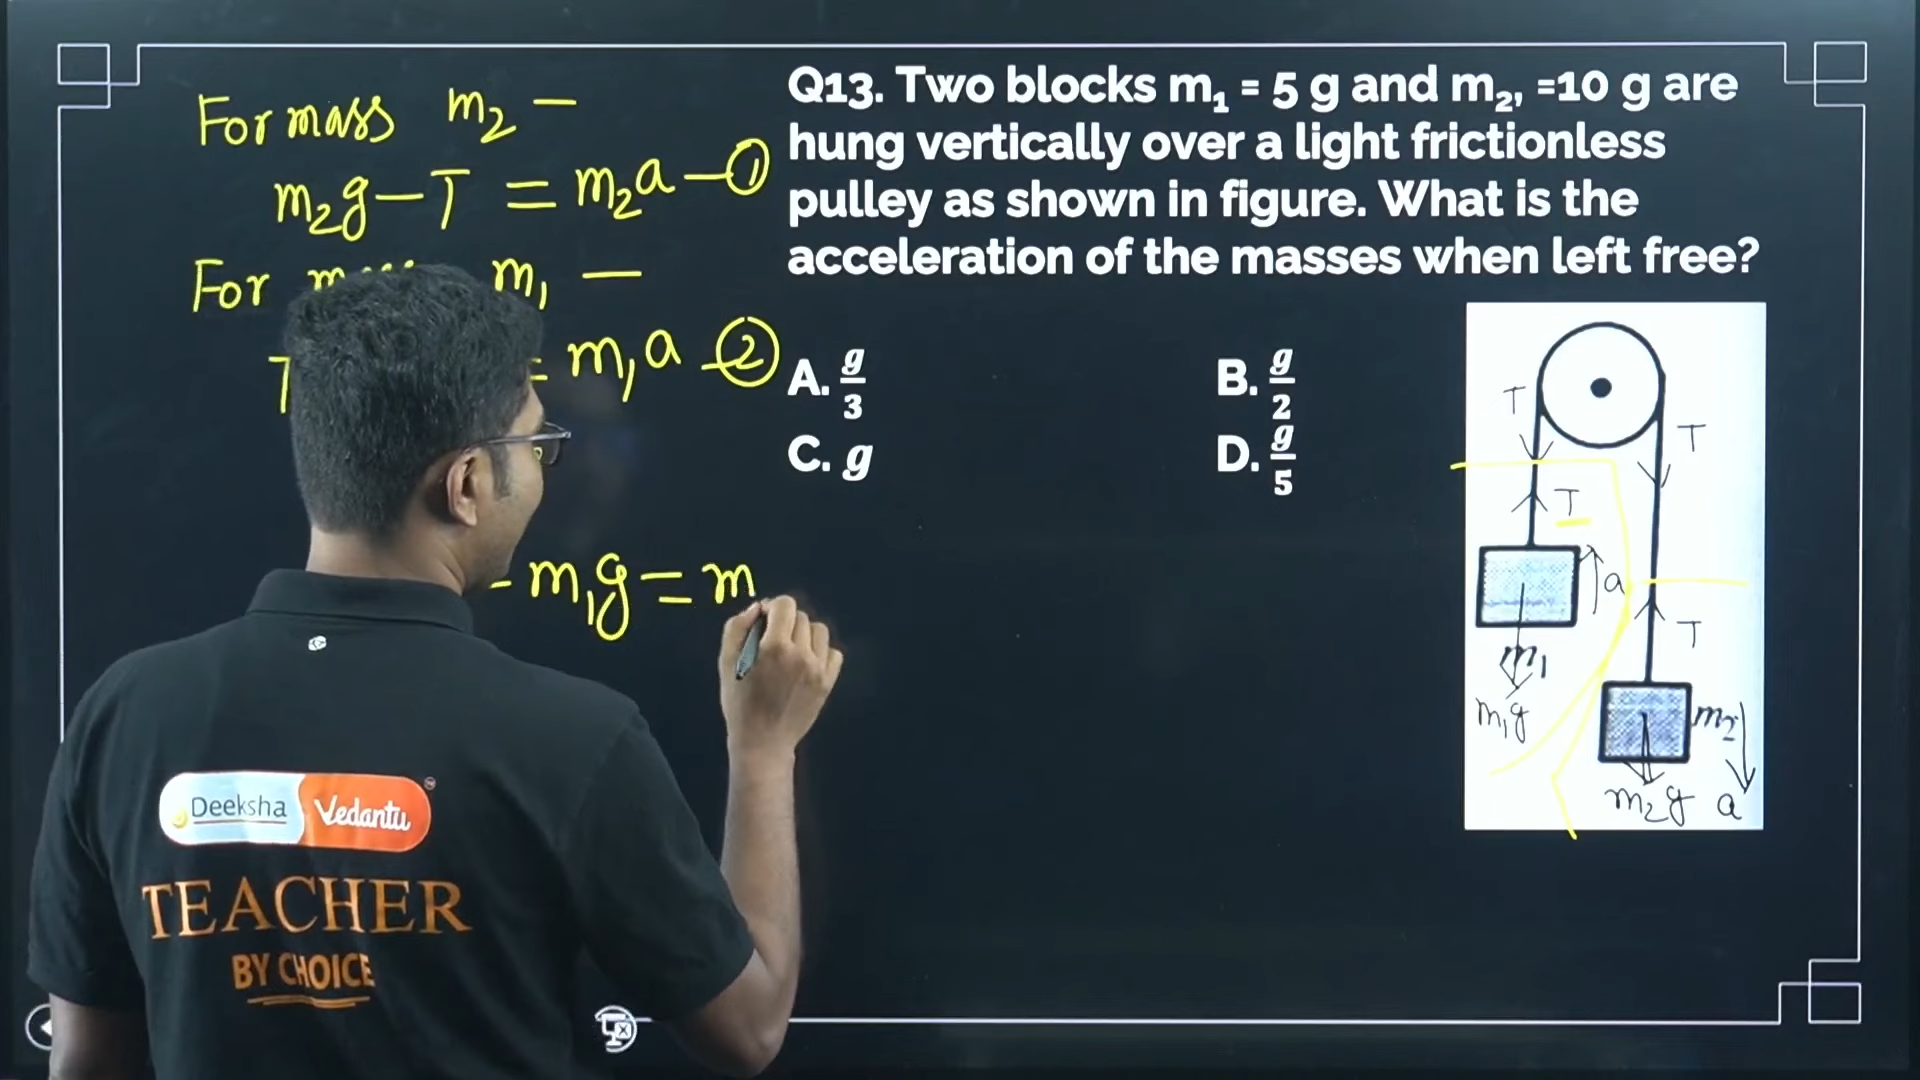 For mass m₂ –
m₂g – T = m₂a – ①
For m₁ –
= m₁a – ②
- m₁g = m
Q13. Two blocks m₁ = 5 g and m₂, =10 g are
hung vertically over a light frictionless
pulley as shown in figure. What is the
acceleration of the masses when left free?
A. g/3
B. g/2
C. g
D. g/5
T
T
T
a
T
m₁
m₁g
m₂
m₂g a
Deeksha Vedantu
TEACHER
BY CHOICE